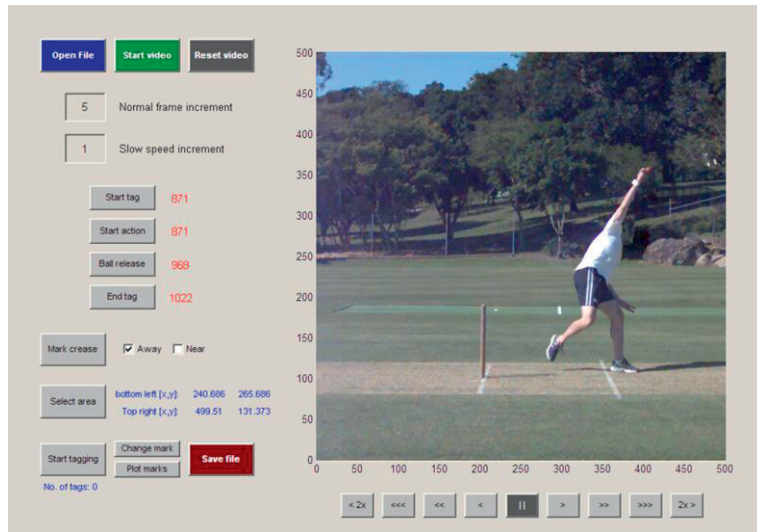 Open File Start video Reset video
5 Normal frame increment
1 Slow speed increment
Start tag 871
Start action 871
Ball release 968
End tag 1022
Mark crease Away Near
Select area
bottom left [x,y]: 240.686 265.686
Top right [x,y]: 499.51 131.373
Start tagging
Change mark
Plot marks
Save file
No. of tags: 0
500
450
400
350
300
250
200
150
100
50
0
0 50 100 150 200 250 300 350 400 450 500
< 2x <<< << < || > >> >>> 2x >